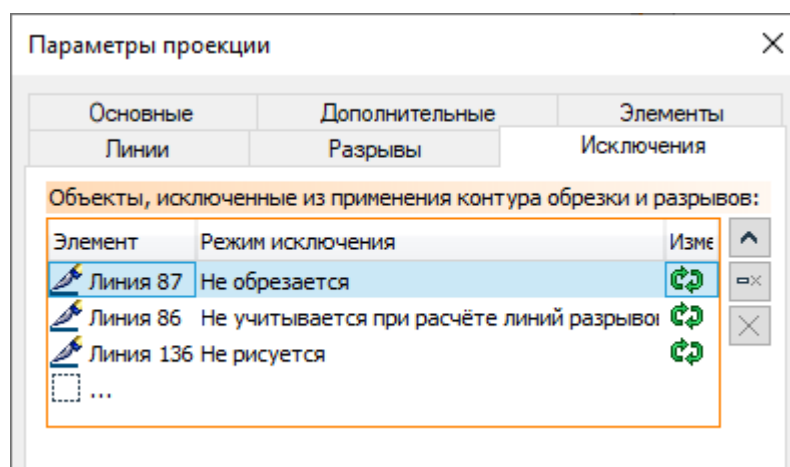 Параметры проекции
Основные Дополнительные Элементы
Линии Разрывы Исключения
Объекты, исключенные из применения контура обрезки и разрывов:
Элемент Режим исключения Изме
Линия 87 Не обрезается
Линия 86 Не учитывается при расчёте линий разрывов
Линия 136 Не рисуется
...